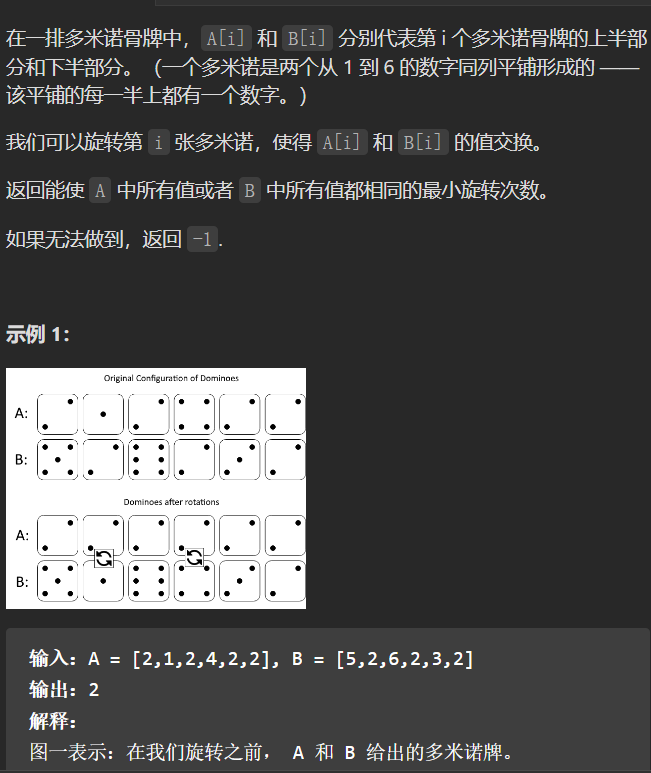 在一排多米诺骨牌中，A[i] 和 B[i] 分别代表第 i 个多米诺骨牌的上半部
分和下半部分。（一个多米诺是两个从 1 到 6 的数字同列平铺形成的 ——
该平铺的每一半上都有一个数字。）
我们可以旋转第 i 张多米诺，使得 A[i] 和 B[i] 的值交换。
返回能使 A 中所有值或者 B 中所有值都相同的最小旋转次数。
如果无法做到，返回 -1.
示例 1：
Original Configuration of Dominoes
A:
B:
Dominoes after rotations
A:
B:
输入：A = [2,1,2,4,2,2], B = [5,2,6,2,3,2]
输出：2
解释：
图一表示：在我们旋转之前， A 和 B 给出的多米诺牌。